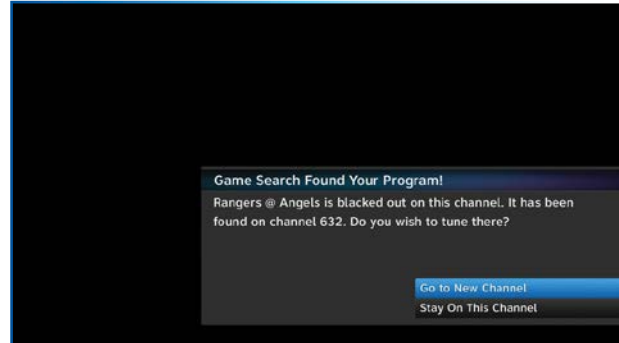 Game Search Found Your Program!
Rangers @ Angels is blacked out on this channel. It has been
found on channel 632. Do you wish to tune there?
Go to New Channel
Stay On This Channel